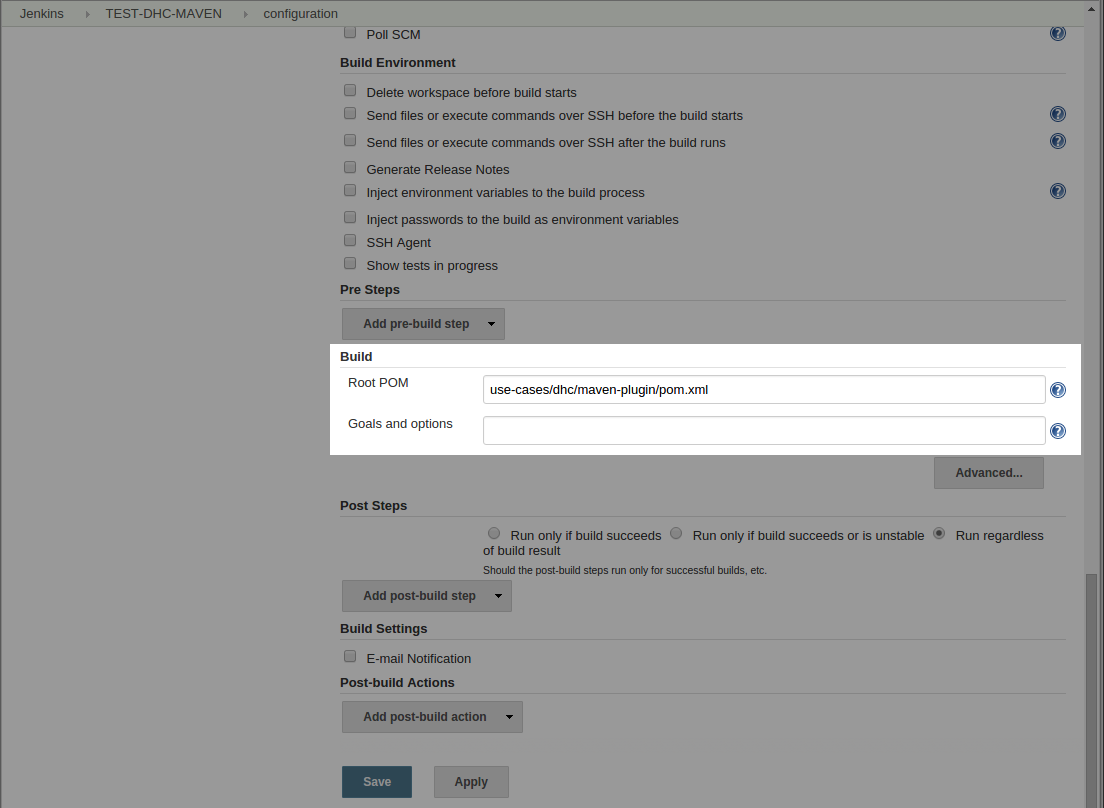 Jenkins TEST-DHC-MAVEN configuration
Poll SCM
Build Environment
Delete workspace before build starts
Send files or execute commands over SSH before the build starts
Send files or execute commands over SSH after the build runs
Generate Release Notes
Inject environment variables to the build process
Inject passwords to the build as environment variables
SSH Agent
Show tests in progress
Pre Steps
Add pre-build step
Build
Root POM use-cases/dhc/maven-plugin/pom.xml
Goals and options
Advanced...
Post Steps
Run only if build succeeds Run only if build succeeds or is unstable Run regardless
of build result
Should the post-build steps run only for successful builds, etc.
Add post-build step
Build Settings
E-mail Notification
Post-build Actions
Add post-build action
Save Apply